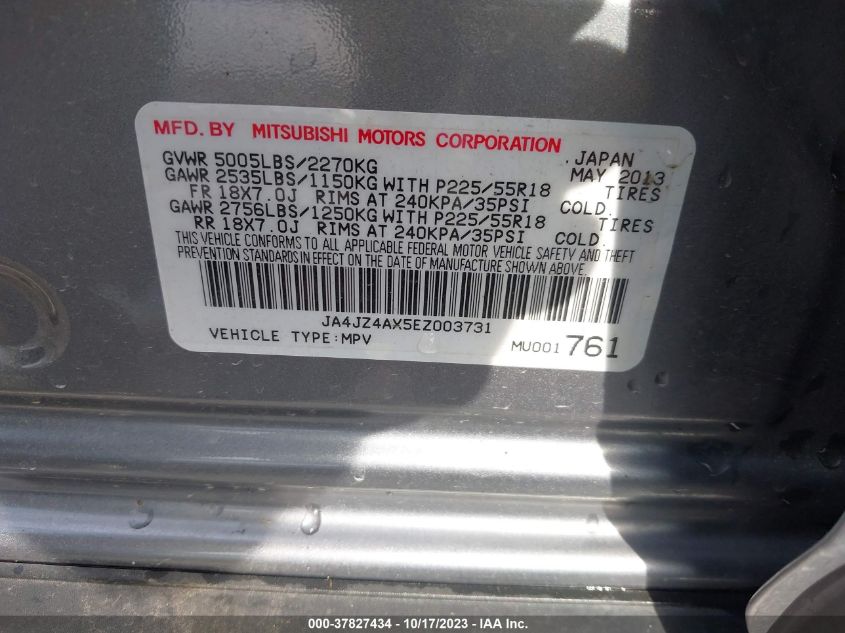 MFD. BY MITSUBISHI MOTORS CORPORATION
GVWR 5005LBS/2270KG JAPAN
GAWR 2535LBS/1150KG WITH P225/55R18 MAY 2013
FR 18X7.0J RIMS AT 240KPA/35PSI TIRES
COLD.
GAWR 2756LBS/1250KG WITH P225/55R18 TIRES
RR 18X7.0J RIMS AT 240KPA/35PSI COLD.
THIS VEHICLE CONFORMS TO ALL APPLICABLE FEDERAL MOTOR VEHICLE SAFETY AND THEFT
PREVENTION STANDARDS IN EFFECT ON THE DATE OF MANUFACTURE SHOWN ABOVE.
JA4JZ4AX5EZ003731
VEHICLE TYPE:MPV MU001761
000-37827434 - 10/17/2023 - IAA Inc.